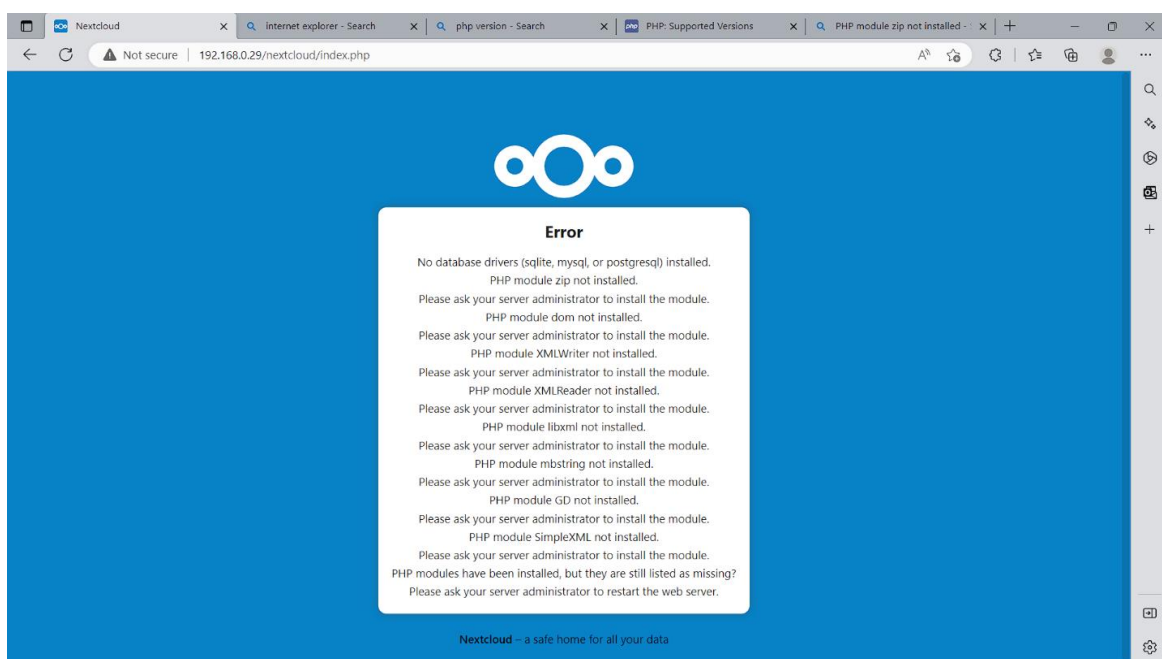 Nextcloud
internet explorer - Search
php version - Search
php
PHP: Supported Versions
PHP module zip not installed -
Not secure
192.168.0.29/nextcloud/index.php
Error
No database drivers (sqlite, mysql, or postgresql) installed.
PHP module zip not installed.
Please ask your server administrator to install the module.
PHP module dom not installed.
Please ask your server administrator to install the module.
PHP module XMLWriter not installed.
Please ask your server administrator to install the module.
PHP module XMLReader not installed.
Please ask your server administrator to install the module.
PHP module libxml not installed.
Please ask your server administrator to install the module.
PHP module mbstring not installed.
Please ask your server administrator to install the module.
PHP module GD not installed.
Please ask your server administrator to install the module.
PHP module SimpleXML not installed.
Please ask your server administrator to install the module.
PHP modules have been installed, but they are still listed as missing?
Please ask your server administrator to restart the web server.
Nextcloud – a safe home for all your data